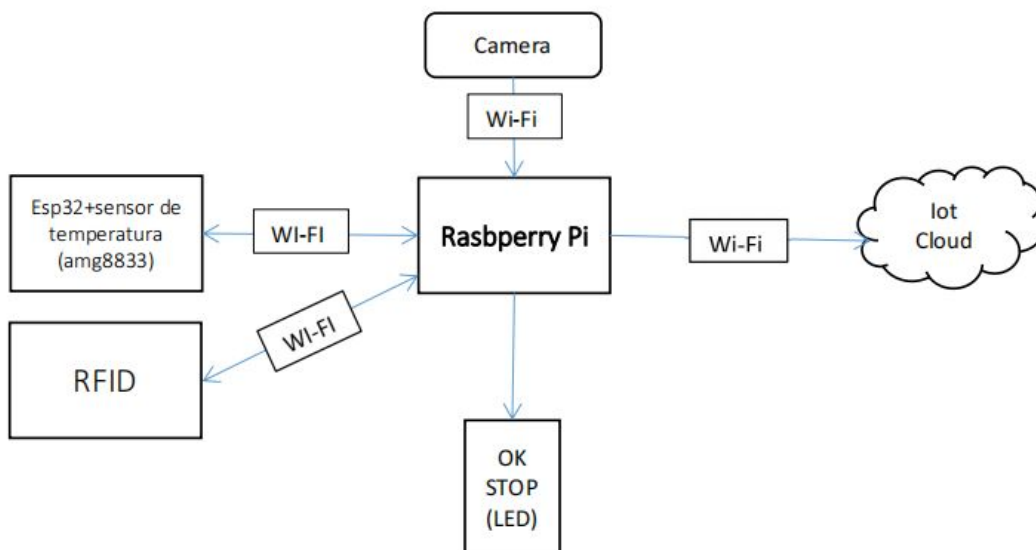 Camera
Wi-Fi
Esp32+sensor de
temperatura
(amg8833)
WI-FI
Rasbperry Pi
Wi-Fi
Iot
Cloud
WI-FI
RFID
OK
STOP
(LED)